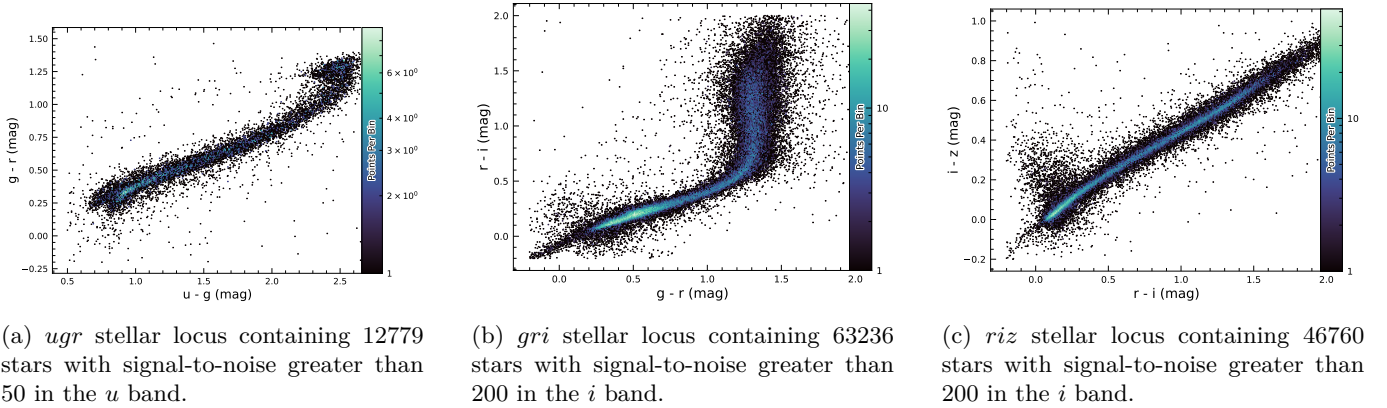 1.50
1.25
1.00
0.75
0.50
0.25
0.00
−0.25
g - r (mag)
0.5 1.0 1.5 2.0 2.5
u - g (mag)
6 × 10⁰
4 × 10⁰
3 × 10⁰
2 × 10⁰
1
Points Per Bin
2.0
1.5
1.0
0.5
0.0
r - i (mag)
0.0 0.5 1.0 1.5 2.0
g - r (mag)
10
1
Points Per Bin
1.0
0.8
0.6
0.4
0.2
0.0
−0.2
i - z (mag)
0.0 0.5 1.0 1.5 2.0
r - i (mag)
10
1
Points Per Bin
(a) ugr stellar locus containing 12779
stars with signal-to-noise greater than
50 in the u band.
(b) gri stellar locus containing 63236
stars with signal-to-noise greater than
200 in the i band.
(c) riz stellar locus containing 46760
stars with signal-to-noise greater than
200 in the i band.